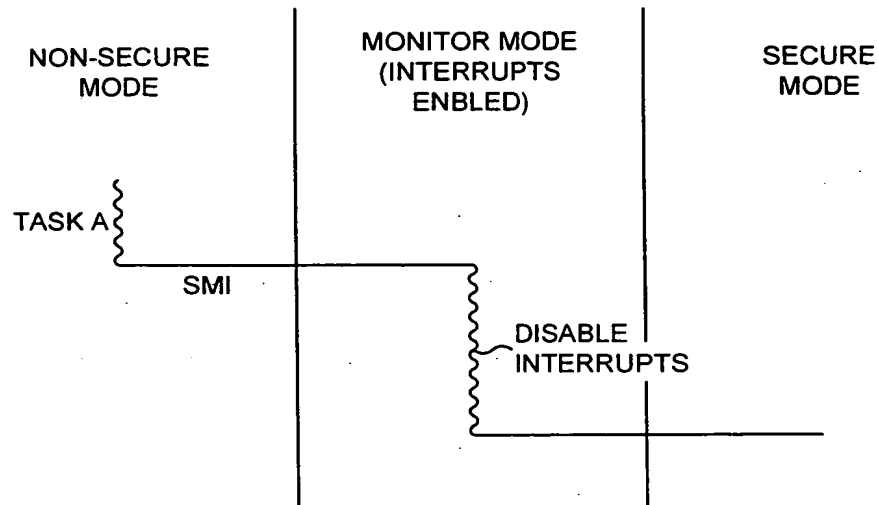 NON-SECURE
MODE
MONITOR MODE
(INTERRUPTS
ENBLED)
SECURE
MODE
TASK A
SMI
DISABLE
INTERRUPTS